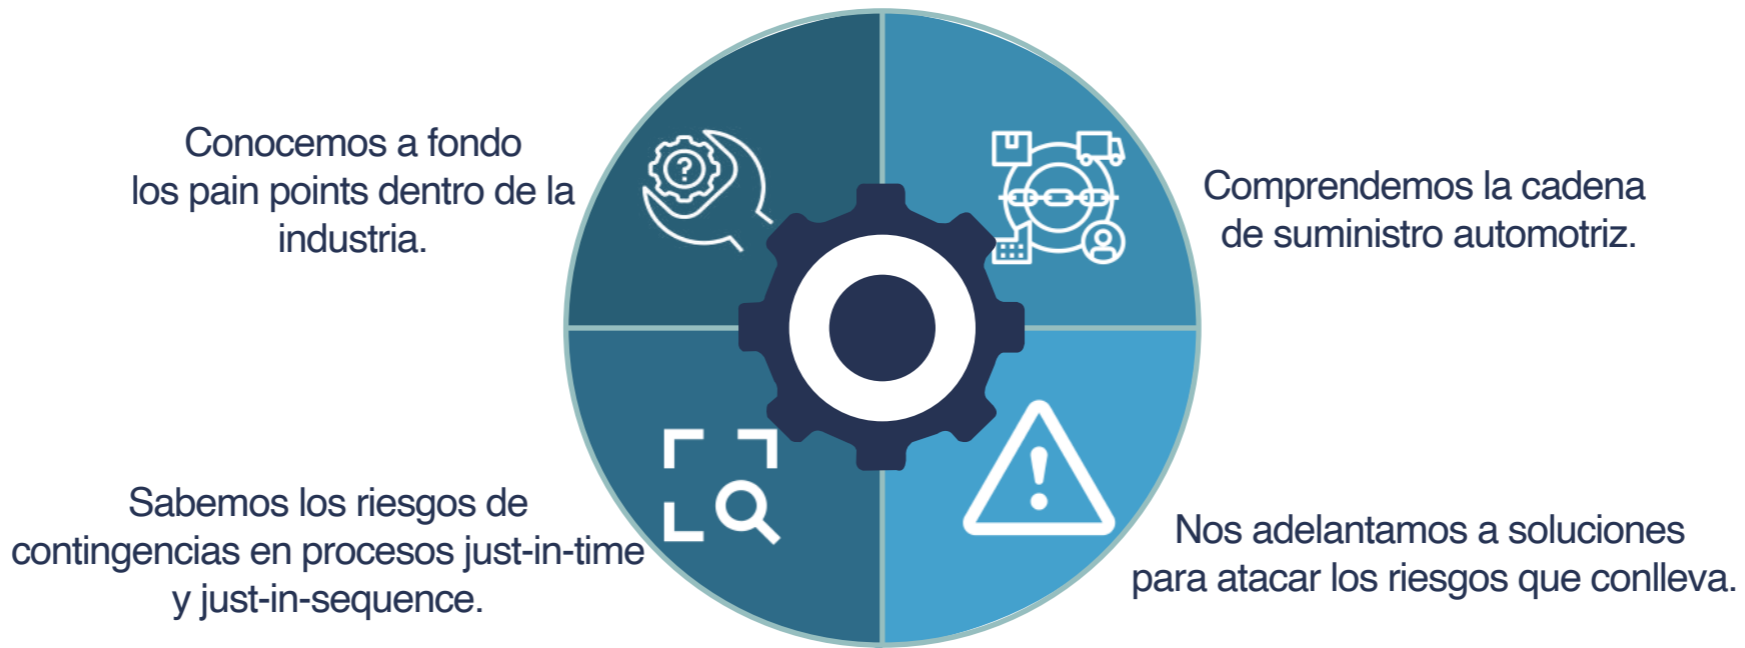 Conocemos a fondo
los pain points dentro de la
industria.
Comprendemos la cadena
de suministro automotriz.
Sabemos los riesgos de
contingencias en procesos just-in-time
y just-in-sequence.
Nos adelantamos a soluciones
para atacar los riesgos que conlleva.